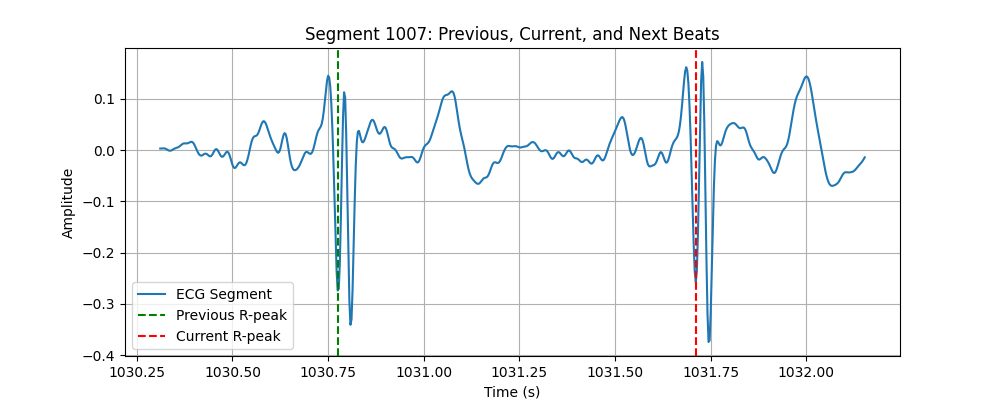 Segment 1007: Previous, Current, and Next Beats
Amplitude
0.1
0.0
−0.1
−0.2
−0.3
−0.4
ECG Segment
Previous R-peak
Current R-peak
1030.25 1030.50 1030.75 1031.00 1031.25 1031.50 1031.75 1032.00
Time (s)